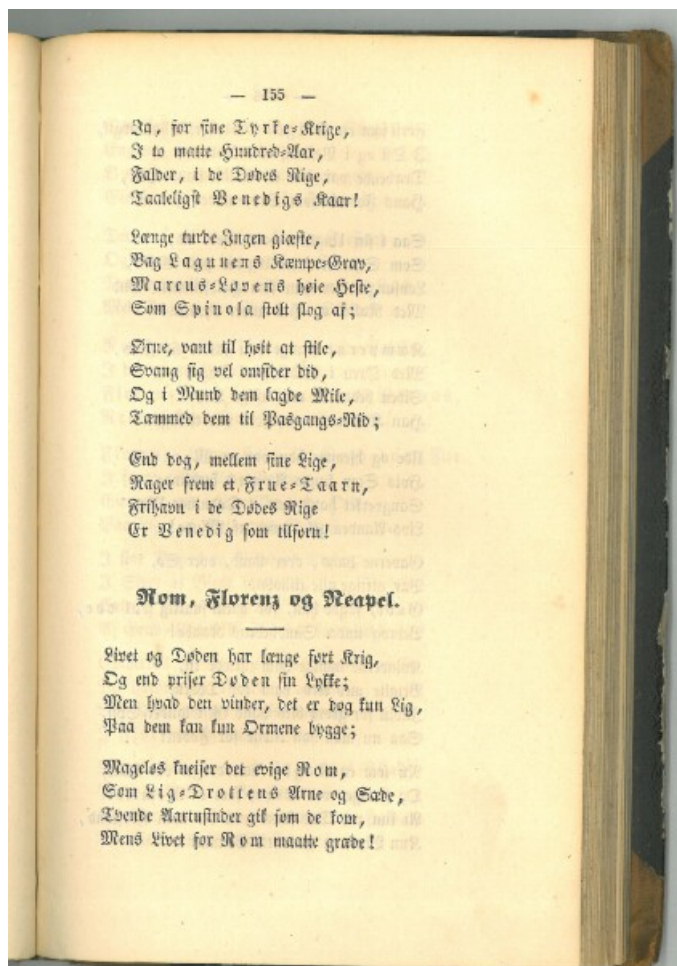 — 155 —
Ja, for sine Tyrke-Krige,
I to matte Hundred-Aar,
Falder, i de Dødes Rige,
Taaleligst Venedigs Kaar!
Længe turde Ingen giæste,
Bag Lagunens Kæmpe-Grav,
Marcus-Løvens høie Heste,
Som Spinola stolt slog af;
Ørne, vant til høit at stile,
Svang sig vel omsider did,
Og i Mund dem lagde Mile,
Tæmmed dem til Pasgangs-Rid;
End dog, mellem sine Lige,
Rager frem et Frue-Taarn,
Frihavn i de Dødes Rige
Er Venedig som tilforn!
Rom, Florenz og Neapel.
Livet og Døden har længe ført Krig,
Og end priser Døden sin Lykke;
Men hvad den vinder, det er dog kun Lig,
Paa dem kan kun Ormene bygge;
Mageløs kneiser det evige Rom,
Som Lig-Drottens Arne og Sæde,
Tvende Aartusinder gik som de kom,
Mens Livet for Rom maatte græde!